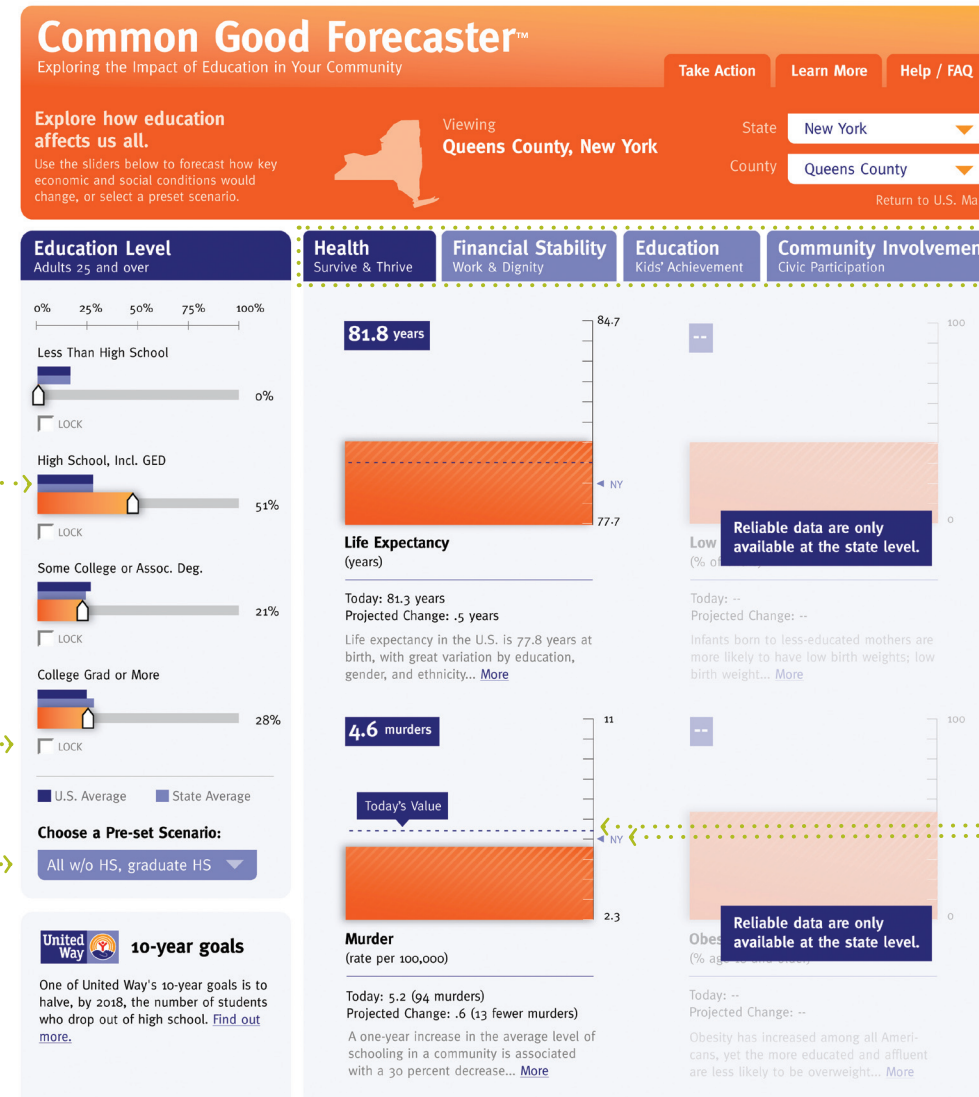 Common Good Forecaster™
Exploring the Impact of Education in Your Community
Take Action
Learn More
Help / FAQ
Explore how education
affects us all.
Use the sliders below to forecast how key
economic and social conditions would
change, or select a preset scenario.
Viewing
Queens County, New York
State
New York
County
Queens County
Return to U.S. Ma
Education Level
Adults 25 and over
Health
Survive & Thrive
Financial Stability
Work & Dignity
Education
Kids' Achievement
Community Involvemen
Civic Participation
0% 25% 50% 75% 100%
Less Than High School
0%
LOCK
High School, Incl. GED
51%
LOCK
Some College or Assoc. Deg.
21%
LOCK
College Grad or More
28%
LOCK
U.S. Average State Average
Choose a Pre-set Scenario:
All w/o HS, graduate HS
United
Way
10-year goals
One of United Way's 10-year goals is to
halve, by 2018, the number of students
who drop out of high school. Find out
more.
81.8 years
84.7
NY
77.7
Life Expectancy
(years)
Today: 81.3 years
Projected Change: .5 years
Life expectancy in the U.S. is 77.8 years at
birth, with great variation by education,
gender, and ethnicity... More
--
100
0
Reliable data are only
available at the state level.
Low
(% of
Today: --
Projected Change: --
Infants born to less-educated mothers are
more likely to have low birth weights; low
birth weight... More
4.6 murders
11
Today's Value
NY
2.3
Murder
(rate per 100,000)
Today: 5.2 (94 murders)
Projected Change: .6 (13 fewer murders)
A one-year increase in the average level of
schooling in a community is associated
with a 30 percent decrease... More
--
100
0
Reliable data are only
available at the state level.
Obes
(% ag
Today: --
Projected Change: --
Obesity has increased among all Ameri-
cans, yet the more educated and affluent
are less likely to be overweight... More